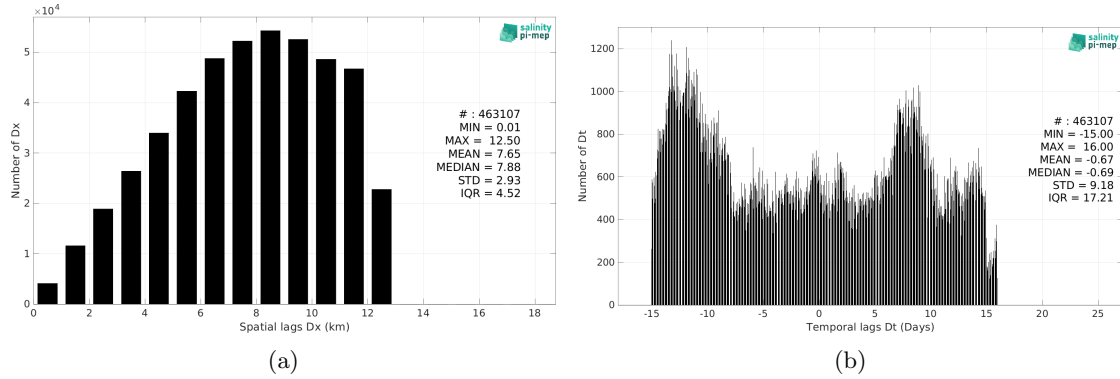 ×10⁴
5
4
3
2
1
0
Number of Dx
0 2 4 6 8 10 12 14 16 18
Spatial lags Dx (km)
salinity
pi-mep
# : 463107
MIN = 0.01
MAX = 12.50
MEAN = 7.65
MEDIAN = 7.88
STD = 2.93
IQR = 4.52
(a)
1200
1000
800
600
400
200
0
Number of Dt
-15 -10 -5 0 5 10 15 20 25
Temporal lags Dt (Days)
salinity
pi-mep
# : 463107
MIN = -15.00
MAX = 16.00
MEAN = -0.67
MEDIAN = -0.69
STD = 9.18
IQR = 17.21
(b)